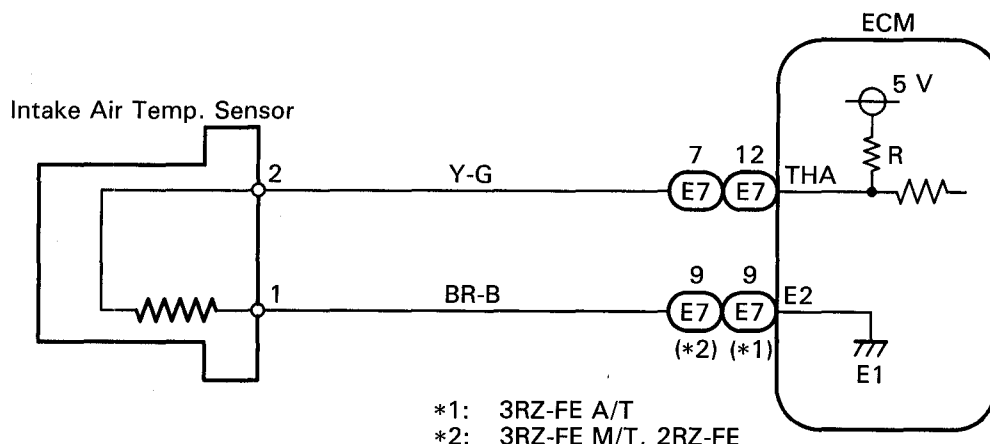 ECM
5 V
Intake Air Temp. Sensor
R
2
Y-G
7
12
E7
E7
THA
1
BR-B
9
9
E7
E7
E2
(*2)
(*1)
E1
*1: 3RZ-FE A/T
*2: 3RZ-FE M/T, 2RZ-FE